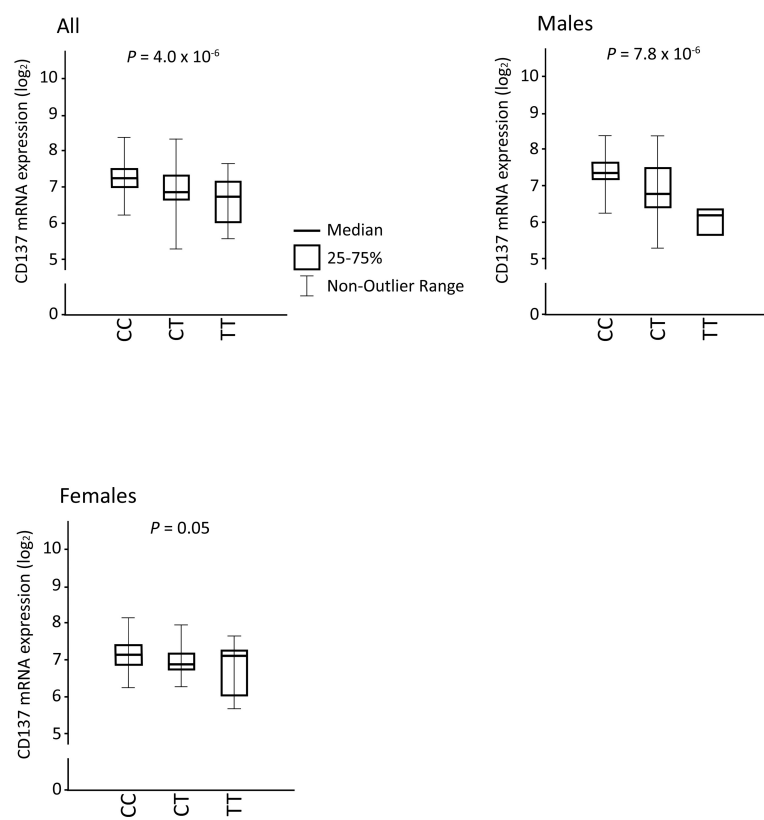 All
P = 4.0 x 10⁻⁶
CD137 mRNA expression (log₂)
10
9
8
7
6
5
0
CC
CT
TT
Median
25-75%
Non-Outlier Range
Males
P = 7.8 x 10⁻⁶
CD137 mRNA expression (log₂)
10
9
8
7
6
5
0
CC
CT
TT
Females
P = 0.05
CD137 mRNA expression (log₂)
10
9
8
7
6
5
0
CC
CT
TT